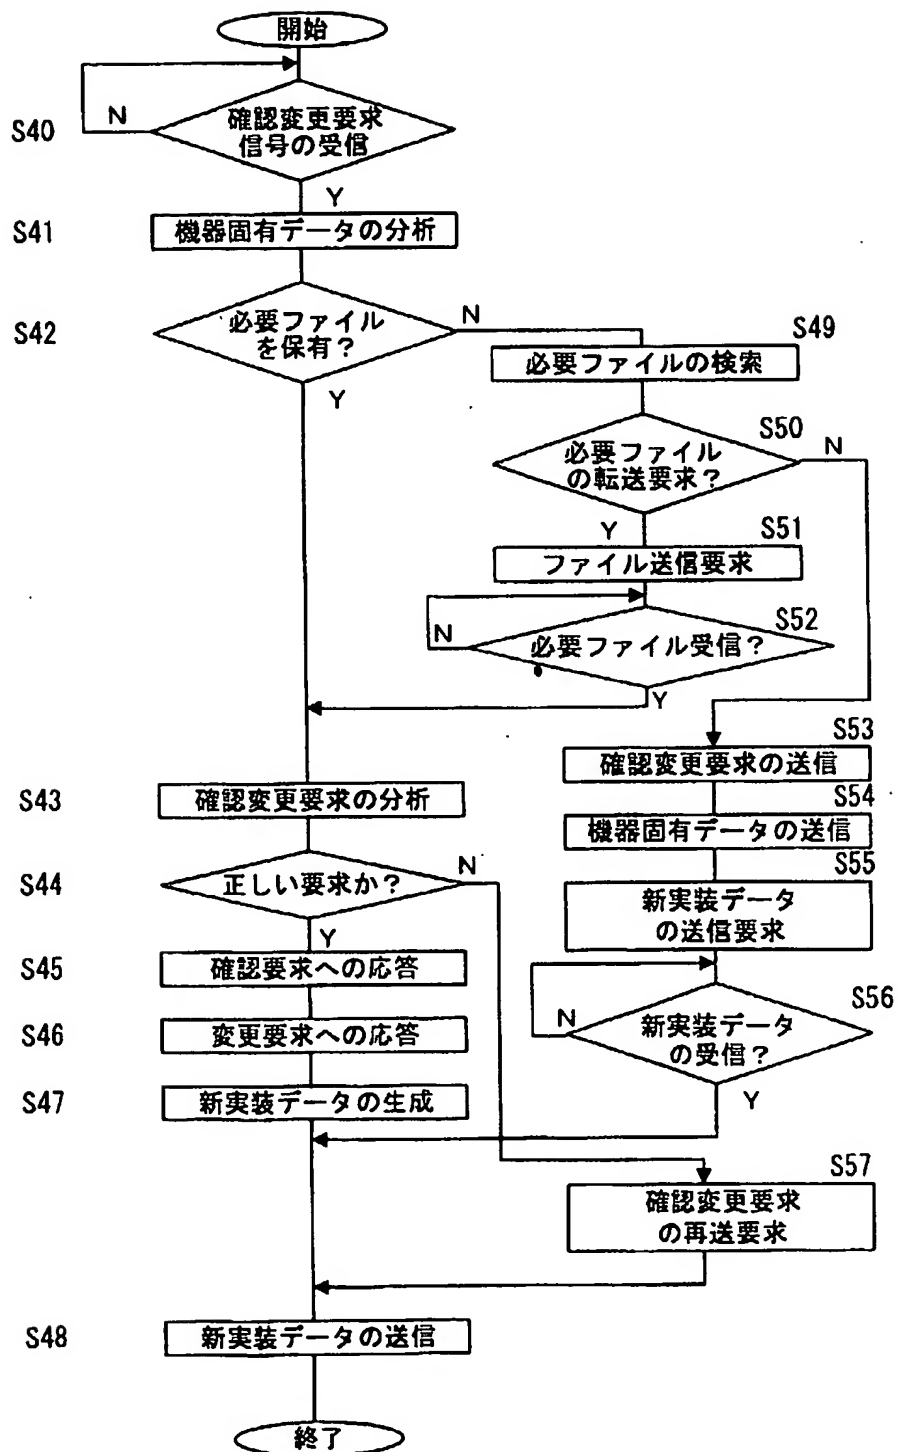 開始
S40
N
確認変更要求
信号の受信
Y
S41
機器固有データの分析
S42
必要ファイル
を保有？
N
Y
S49
必要ファイルの検索
S50
必要ファイル
の転送要求？
N
Y
S51
ファイル送信要求
S52
N
必要ファイル受信？
Y
S53
確認変更要求の送信
S43
確認変更要求の分析
S54
機器固有データの送信
S44
正しい要求か？
N
Y
S55
新実装データ
の送信要求
S45
確認要求への応答
S46
変更要求への応答
S56
N
新実装データ
の受信？
Y
S47
新実装データの生成
S57
確認変更要求
の再送要求
S48
新実装データの送信
終了